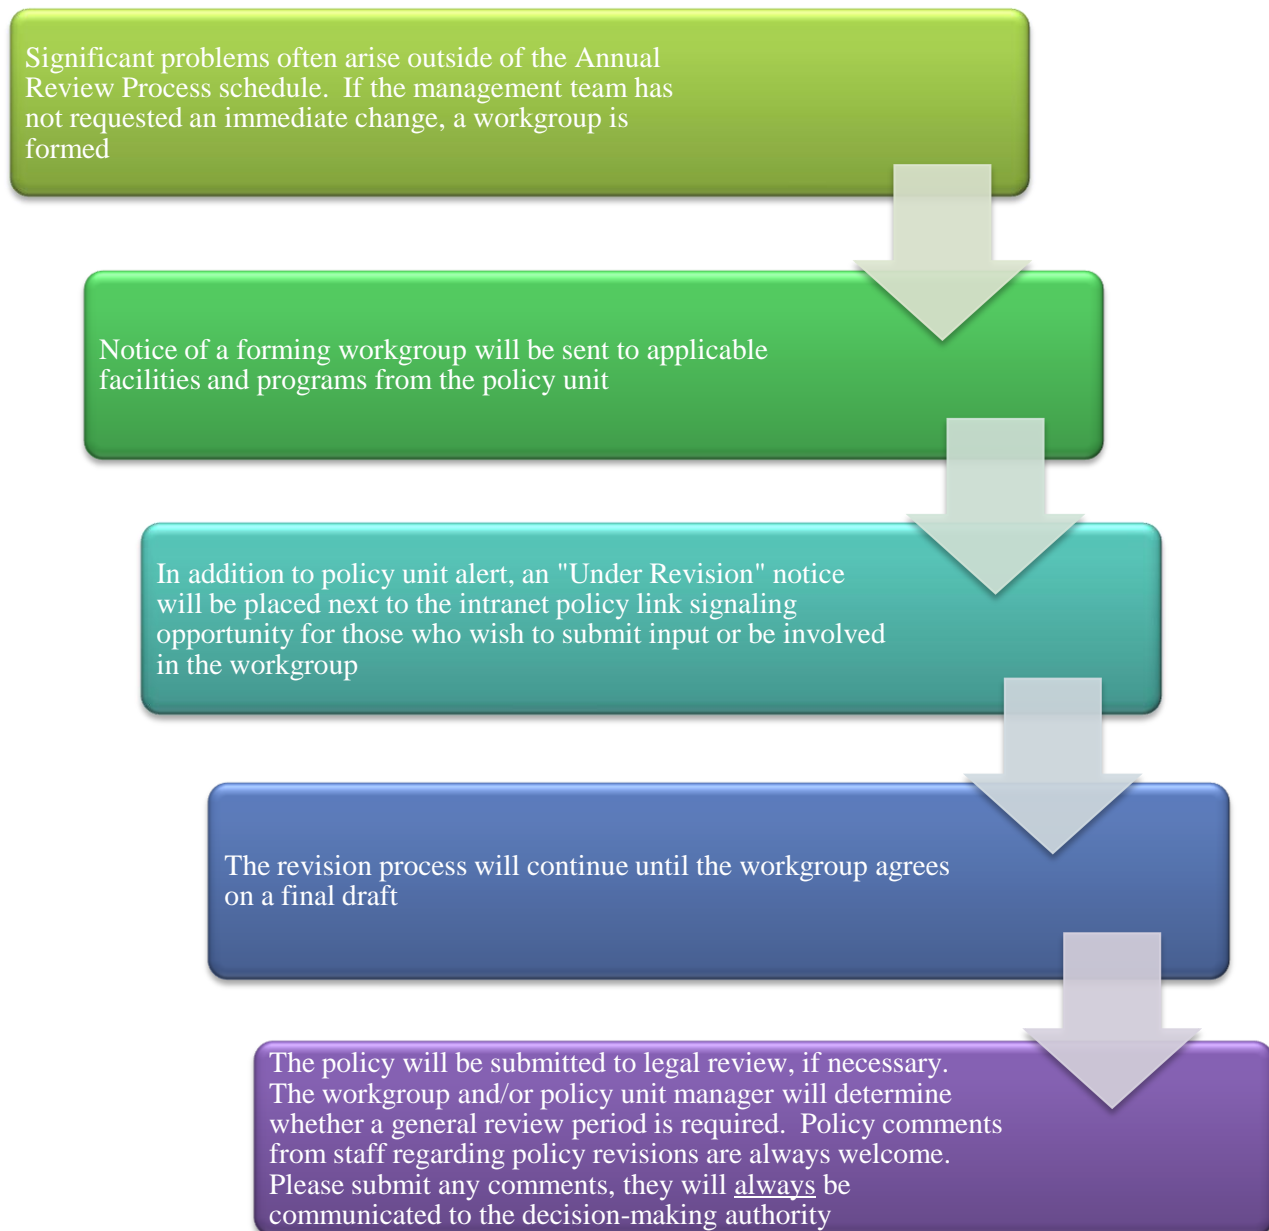 Significant problems often arise outside of the Annual
Review Process schedule.  If the management team has
not requested an immediate change, a workgroup is
formed
Notice of a forming workgroup will be sent to applicable
facilities and programs from the policy unit
In addition to policy unit alert, an "Under Revision" notice
will be placed next to the intranet policy link signaling
opportunity for those who wish to submit input or be involved
in the workgroup
The revision process will continue until the workgroup agrees
on a final draft
The policy will be submitted to legal review, if necessary.
The workgroup and/or policy unit manager will determine
whether a general review period is required.  Policy comments
from staff regarding policy revisions are always welcome.
Please submit any comments, they will always be
communicated to the decision-making authority